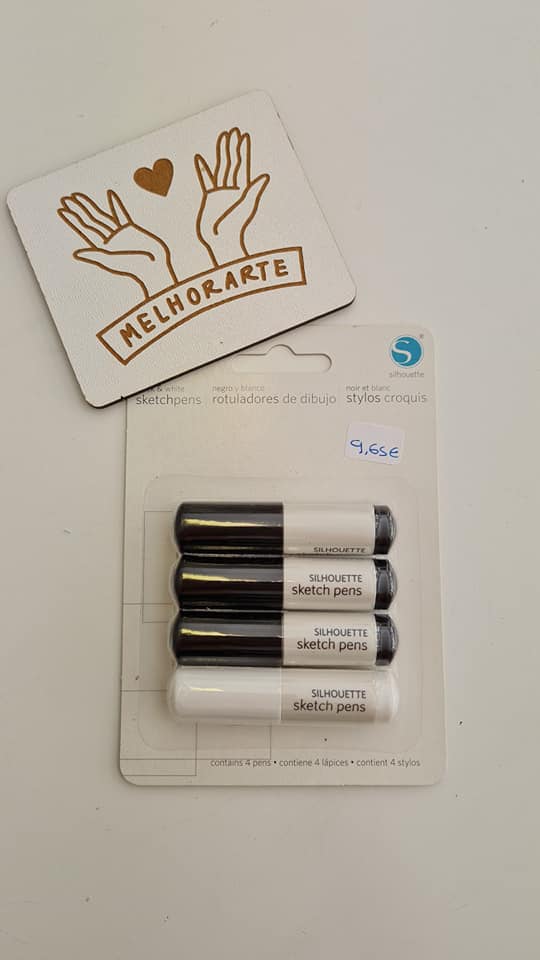 MELHORARTE
S
silhouette
& white
sketchpens
negro y blanco
rotuladores de dibujo
noir et blanc
stylos croquis
9,65€
SILHOUETTE
SILHOUETTE
sketch pens
SILHOUETTE
sketch pens
SILHOUETTE
sketch pens
contains 4 pens • contiene 4 lápices • contient 4 stylos